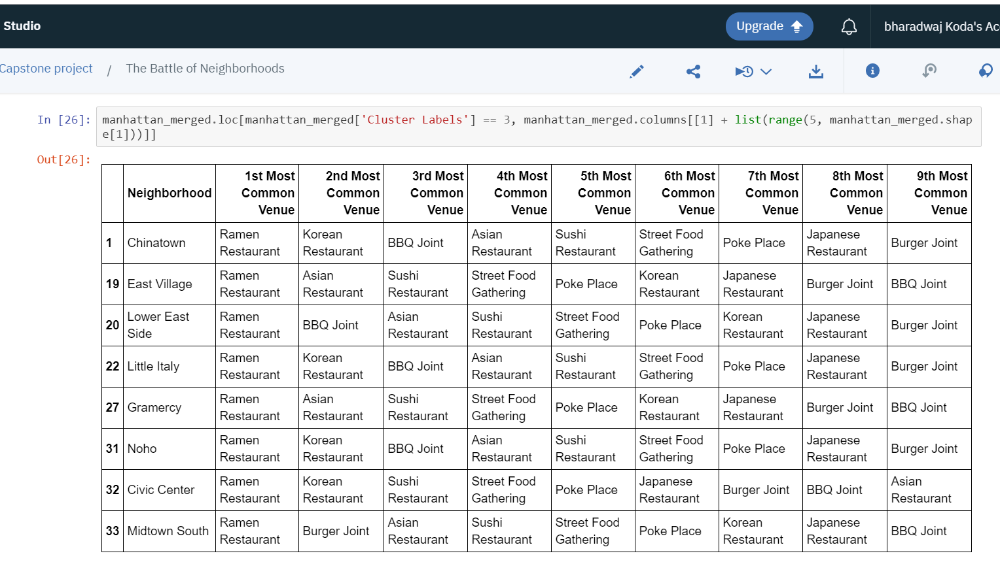 Studio
Upgrade
bharadwaj Koda's Ac
Capstone project / The Battle of Neighborhoods
In [26]: manhattan_merged.loc[manhattan_merged['Cluster Labels'] == 3, manhattan_merged.columns[[1] + list(range(5, manhattan_merged.shap
e[1]))]]
Out[26]:
Neighborhood 1st Most Common Venue 2nd Most Common Venue 3rd Most Common Venue 4th Most Common Venue 5th Most Common Venue 6th Most Common Venue 7th Most Common Venue 8th Most Common Venue 9th Most Common Venue
1 Chinatown Ramen Restaurant Korean Restaurant BBQ Joint Asian Restaurant Sushi Restaurant Street Food Gathering Poke Place Japanese Restaurant Burger Joint
19 East Village Ramen Restaurant Asian Restaurant Sushi Restaurant Street Food Gathering Poke Place Korean Restaurant Japanese Restaurant Burger Joint BBQ Joint
20 Lower East Side Ramen Restaurant BBQ Joint Asian Restaurant Sushi Restaurant Street Food Gathering Poke Place Korean Restaurant Japanese Restaurant Burger Joint
22 Little Italy Ramen Restaurant Korean Restaurant BBQ Joint Asian Restaurant Sushi Restaurant Street Food Gathering Poke Place Japanese Restaurant Burger Joint
27 Gramercy Ramen Restaurant Asian Restaurant Sushi Restaurant Street Food Gathering Poke Place Korean Restaurant Japanese Restaurant Burger Joint BBQ Joint
31 Noho Ramen Restaurant Korean Restaurant BBQ Joint Asian Restaurant Sushi Restaurant Street Food Gathering Poke Place Japanese Restaurant Burger Joint
32 Civic Center Ramen Restaurant Korean Restaurant Sushi Restaurant Street Food Gathering Poke Place Japanese Restaurant Burger Joint BBQ Joint Asian Restaurant
33 Midtown South Ramen Restaurant Burger Joint Asian Restaurant Sushi Restaurant Street Food Gathering Poke Place Korean Restaurant Japanese Restaurant BBQ Joint